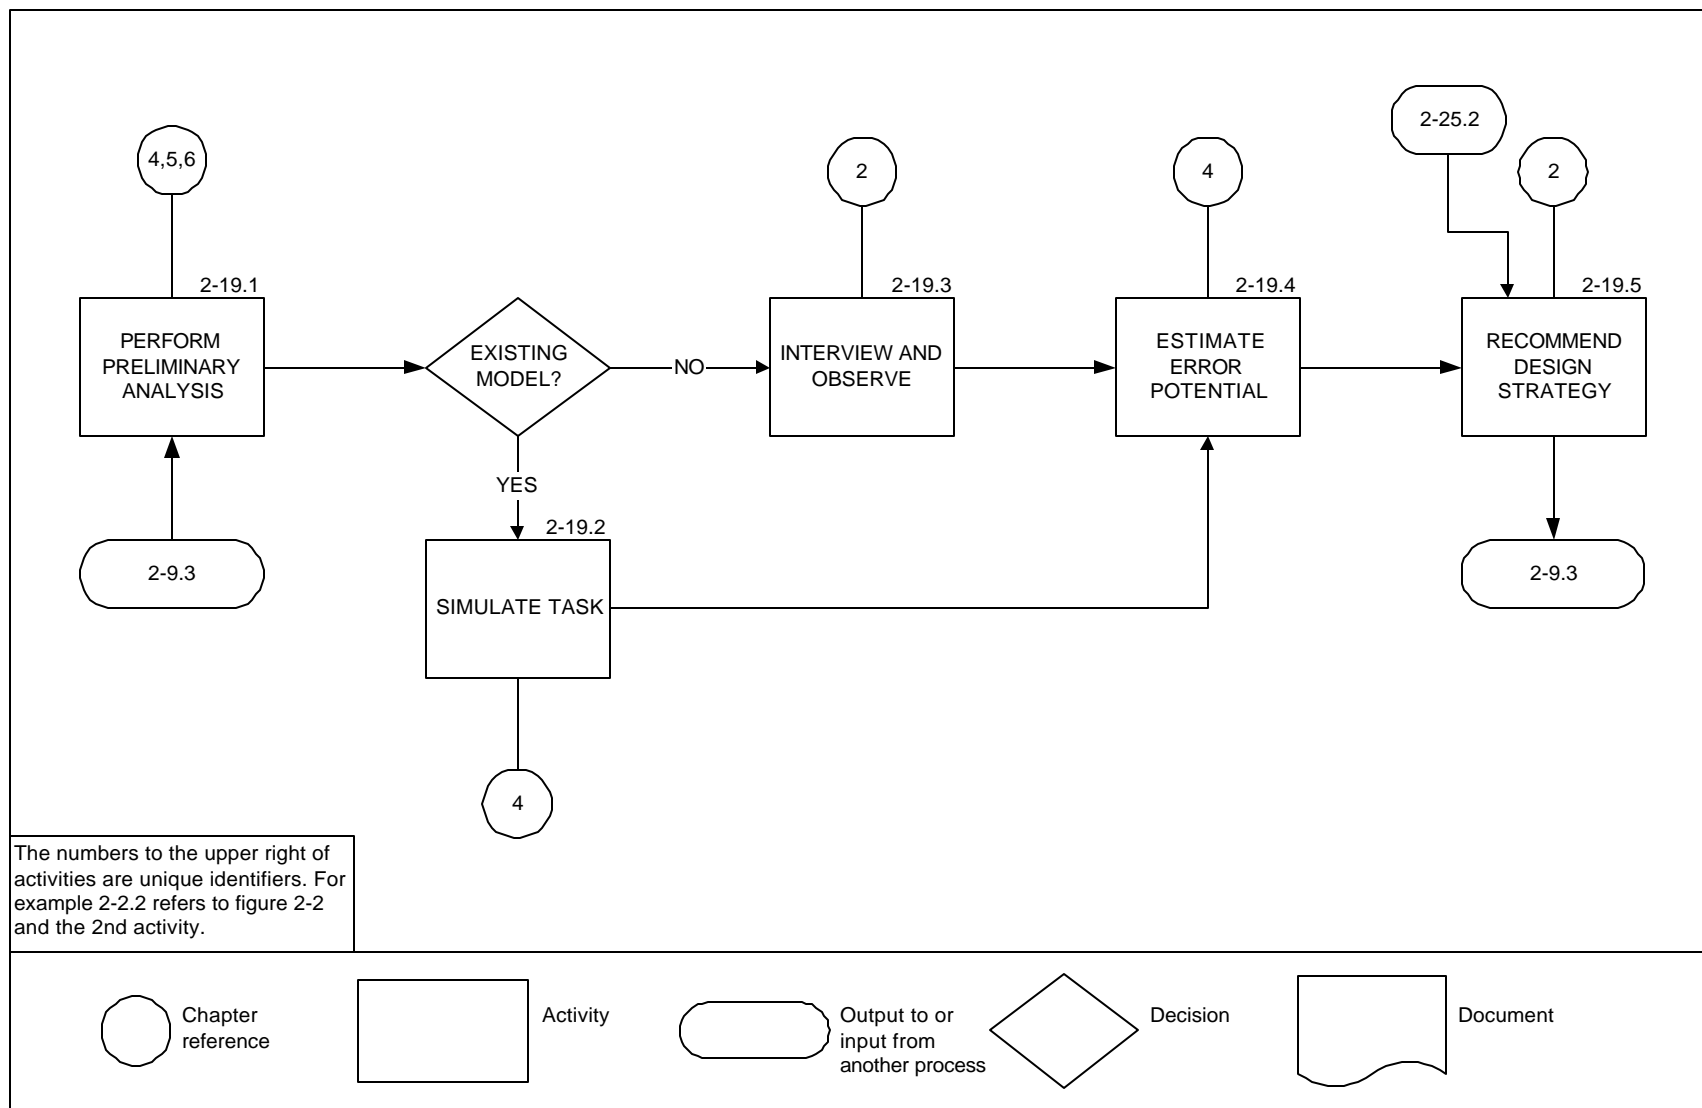 2-25.2
4,5,6
2
4
2
2-19.1
2-19.3
2-19.4
2-19.5
PERFORM
PRELIMINARY
ANALYSIS
EXISTING
MODEL?
NO
INTERVIEW AND
OBSERVE
ESTIMATE
ERROR
POTENTIAL
RECOMMEND
DESIGN
STRATEGY
YES
2-19.2
2-9.3
SIMULATE TASK
2-9.3
4
The numbers to the upper right of
activities are unique identifiers. For
example 2-2.2 refers to figure 2-2
and the 2nd activity.
Chapter
reference
Activity
Output to or
input from
another process
Decision
Document